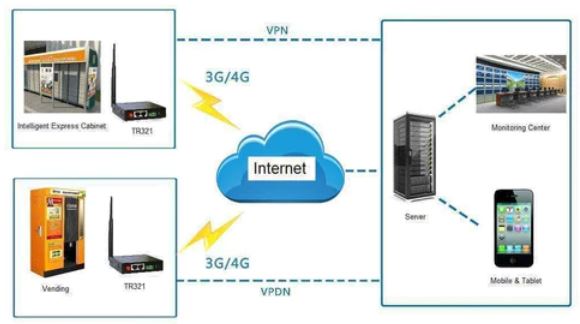 VPN
3G/4G
Intelligent Express Cabinet
TR321
Monitoring Center
Internet
Server
3G/4G
Vending
TR321
VPDN
Mobile & Tablet